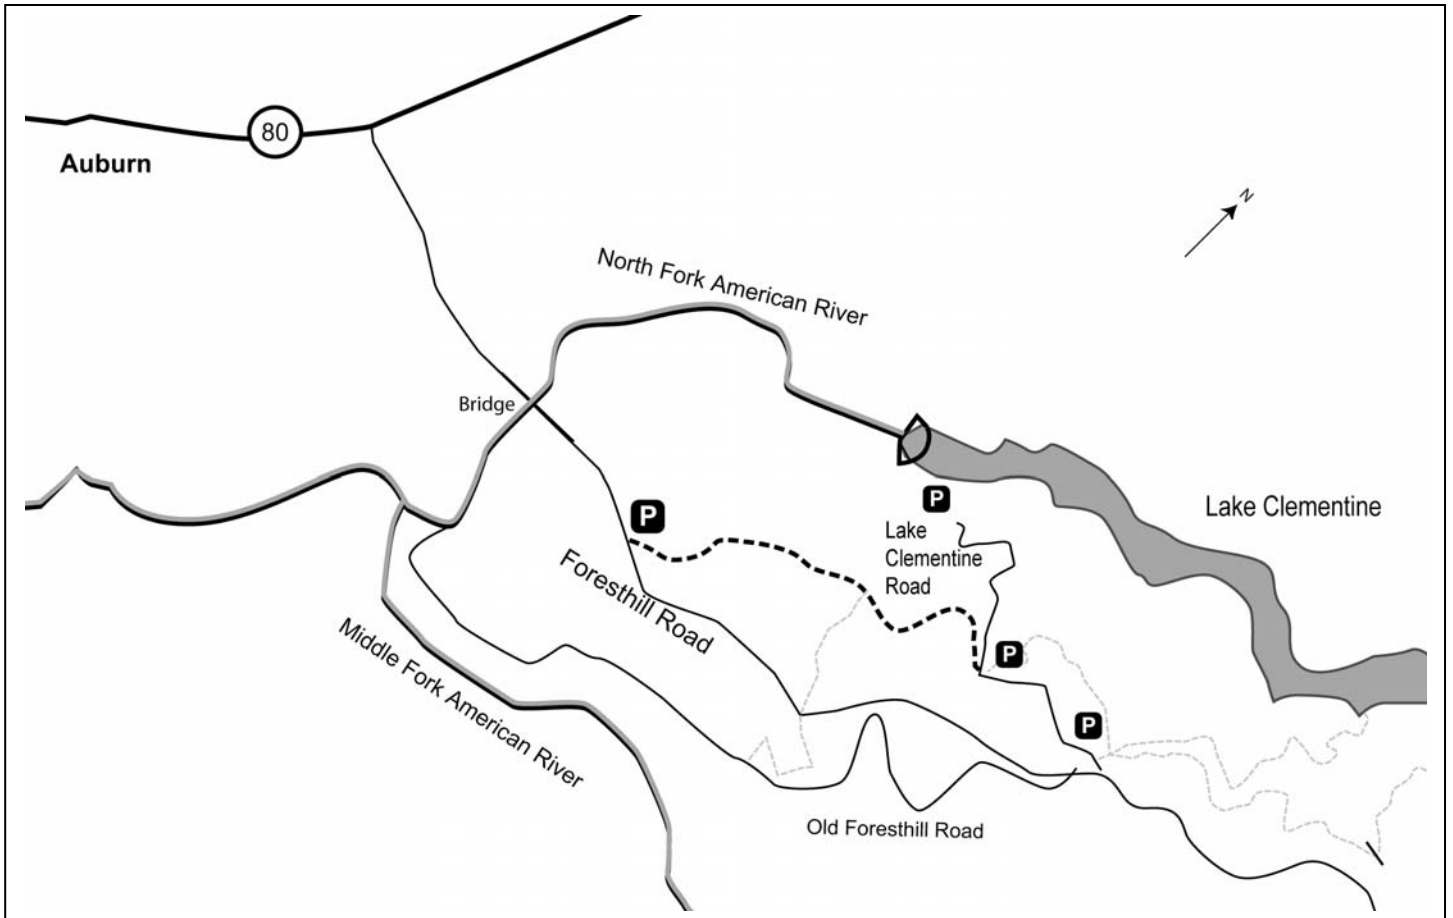 80
Auburn
N
North Fork American River
Bridge
P
Lake Clementine
P
Lake
Clementine
Road
Foresthill Road
Middle Fork American River
P
P
Old Foresthill Road